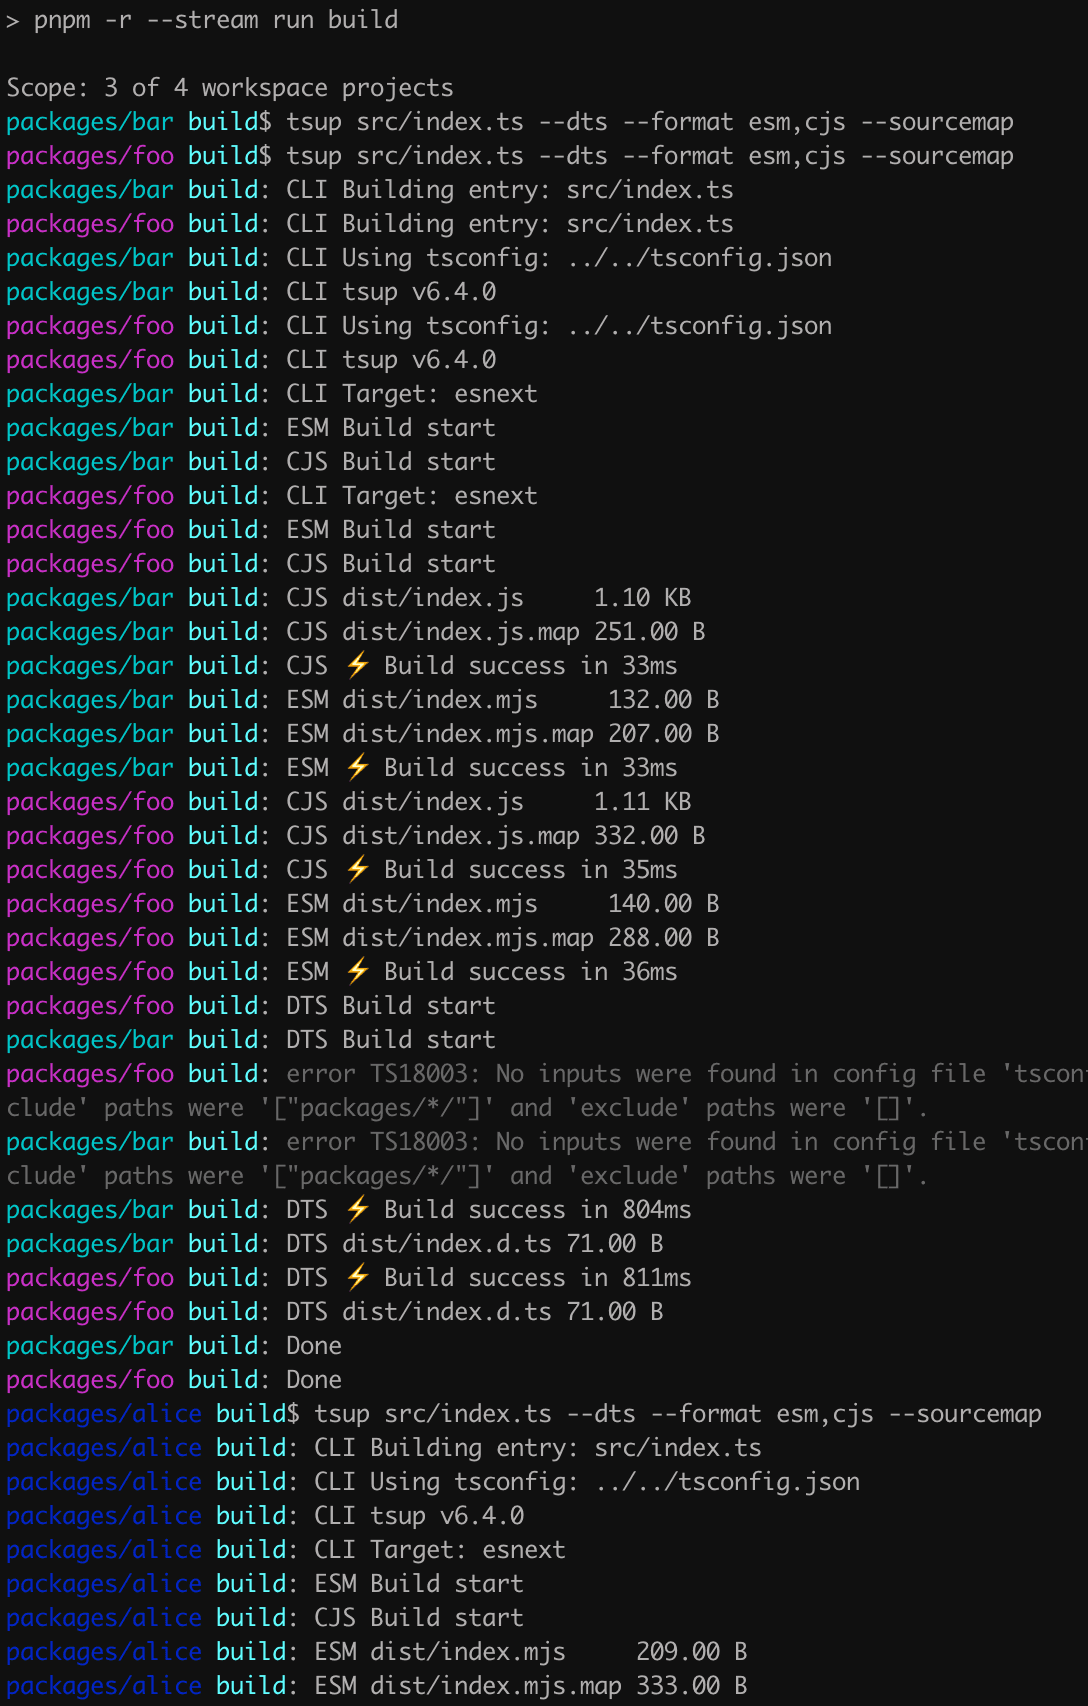 > pnpm -r --stream run build
Scope: 3 of 4 workspace projects
packages/bar build$ tsup src/index.ts --dts --format esm,cjs --sourcemap
packages/foo build$ tsup src/index.ts --dts --format esm,cjs --sourcemap
packages/bar build: CLI Building entry: src/index.ts
packages/foo build: CLI Building entry: src/index.ts
packages/bar build: CLI Using tsconfig: ../../tsconfig.json
packages/bar build: CLI tsup v6.4.0
packages/foo build: CLI Using tsconfig: ../../tsconfig.json
packages/foo build: CLI tsup v6.4.0
packages/bar build: CLI Target: esnext
packages/bar build: ESM Build start
packages/bar build: CJS Build start
packages/foo build: CLI Target: esnext
packages/foo build: ESM Build start
packages/foo build: CJS Build start
packages/bar build: CJS dist/index.js     1.10 KB
packages/bar build: CJS dist/index.js.map 251.00 B
packages/bar build: CJS ⚡️ Build success in 33ms
packages/bar build: ESM dist/index.mjs     132.00 B
packages/bar build: ESM dist/index.mjs.map 207.00 B
packages/bar build: ESM ⚡️ Build success in 33ms
packages/foo build: CJS dist/index.js     1.11 KB
packages/foo build: CJS dist/index.js.map 332.00 B
packages/foo build: CJS ⚡️ Build success in 35ms
packages/foo build: ESM dist/index.mjs     140.00 B
packages/foo build: ESM dist/index.mjs.map 288.00 B
packages/foo build: ESM ⚡️ Build success in 36ms
packages/foo build: DTS Build start
packages/bar build: DTS Build start
packages/foo build: error TS18003: No inputs were found in config file 'tscon
clude' paths were '["packages/*/"]' and 'exclude' paths were '[]'.
packages/bar build: error TS18003: No inputs were found in config file 'tscon
clude' paths were '["packages/*/"]' and 'exclude' paths were '[]'.
packages/bar build: DTS ⚡️ Build success in 804ms
packages/bar build: DTS dist/index.d.ts 71.00 B
packages/foo build: DTS ⚡️ Build success in 811ms
packages/foo build: DTS dist/index.d.ts 71.00 B
packages/bar build: Done
packages/foo build: Done
packages/alice build$ tsup src/index.ts --dts --format esm,cjs --sourcemap
packages/alice build: CLI Building entry: src/index.ts
packages/alice build: CLI Using tsconfig: ../../tsconfig.json
packages/alice build: CLI tsup v6.4.0
packages/alice build: CLI Target: esnext
packages/alice build: ESM Build start
packages/alice build: CJS Build start
packages/alice build: ESM dist/index.mjs     209.00 B
packages/alice build: ESM dist/index.mjs.map 333.00 B